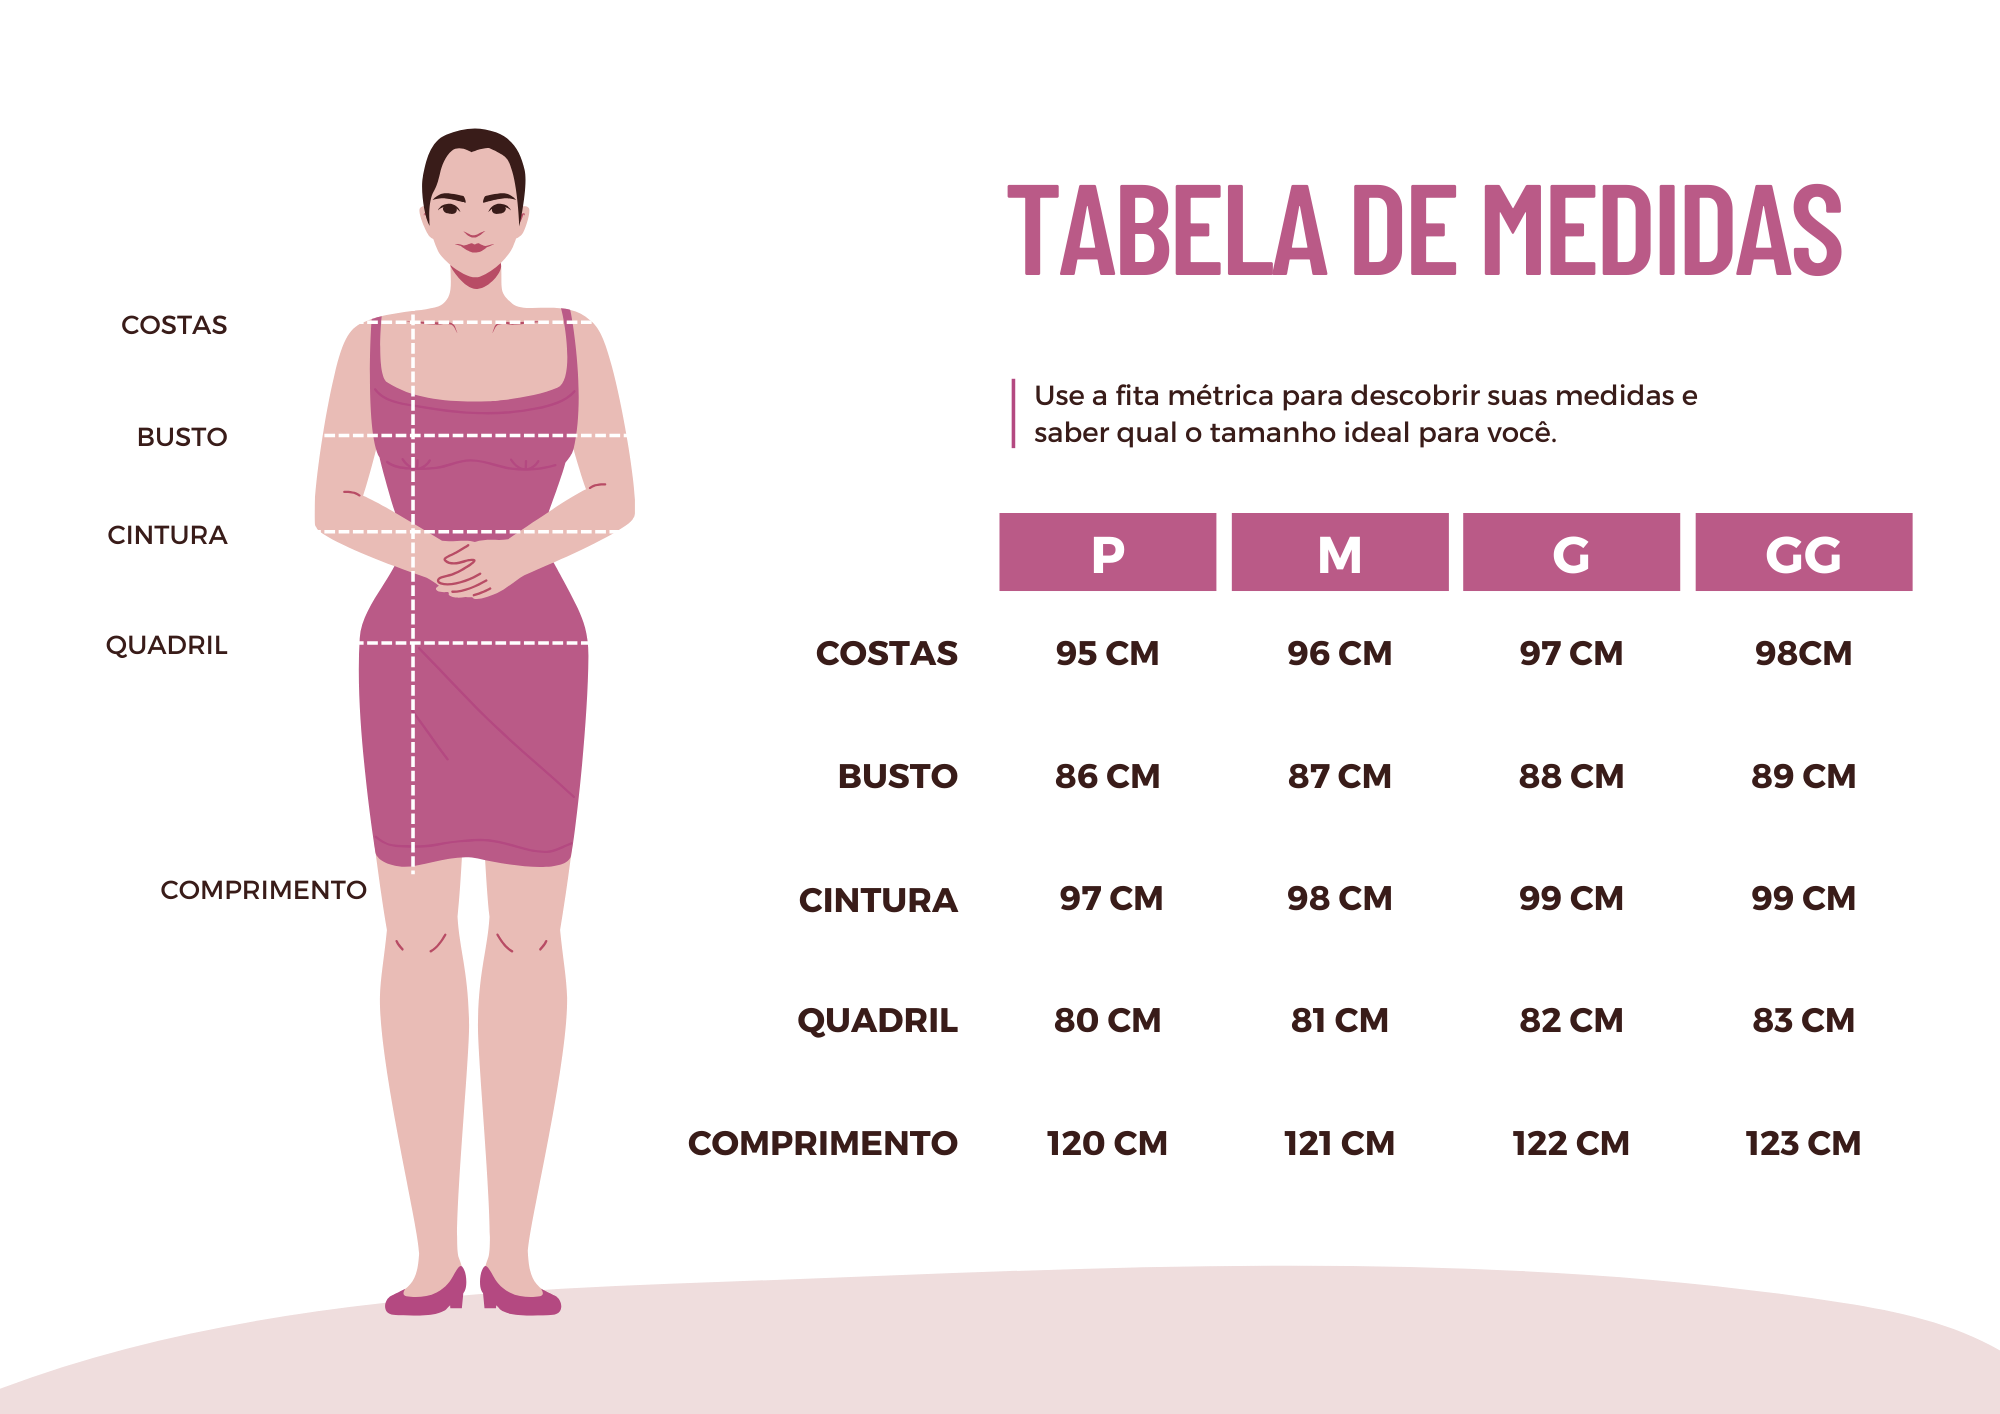 TABELA DE MEDIDAS
Use a fita métrica para descobrir suas medidas e
saber qual o tamanho ideal para você.
COSTAS
BUSTO
CINTURA
QUADRIL
COMPRIMENTO
P M G GG
COSTAS 95 CM 96 CM 97 CM 98CM
BUSTO 86 CM 87 CM 88 CM 89 CM
CINTURA 97 CM 98 CM 99 CM 99 CM
QUADRIL 80 CM 81 CM 82 CM 83 CM
COMPRIMENTO 120 CM 121 CM 122 CM 123 CM